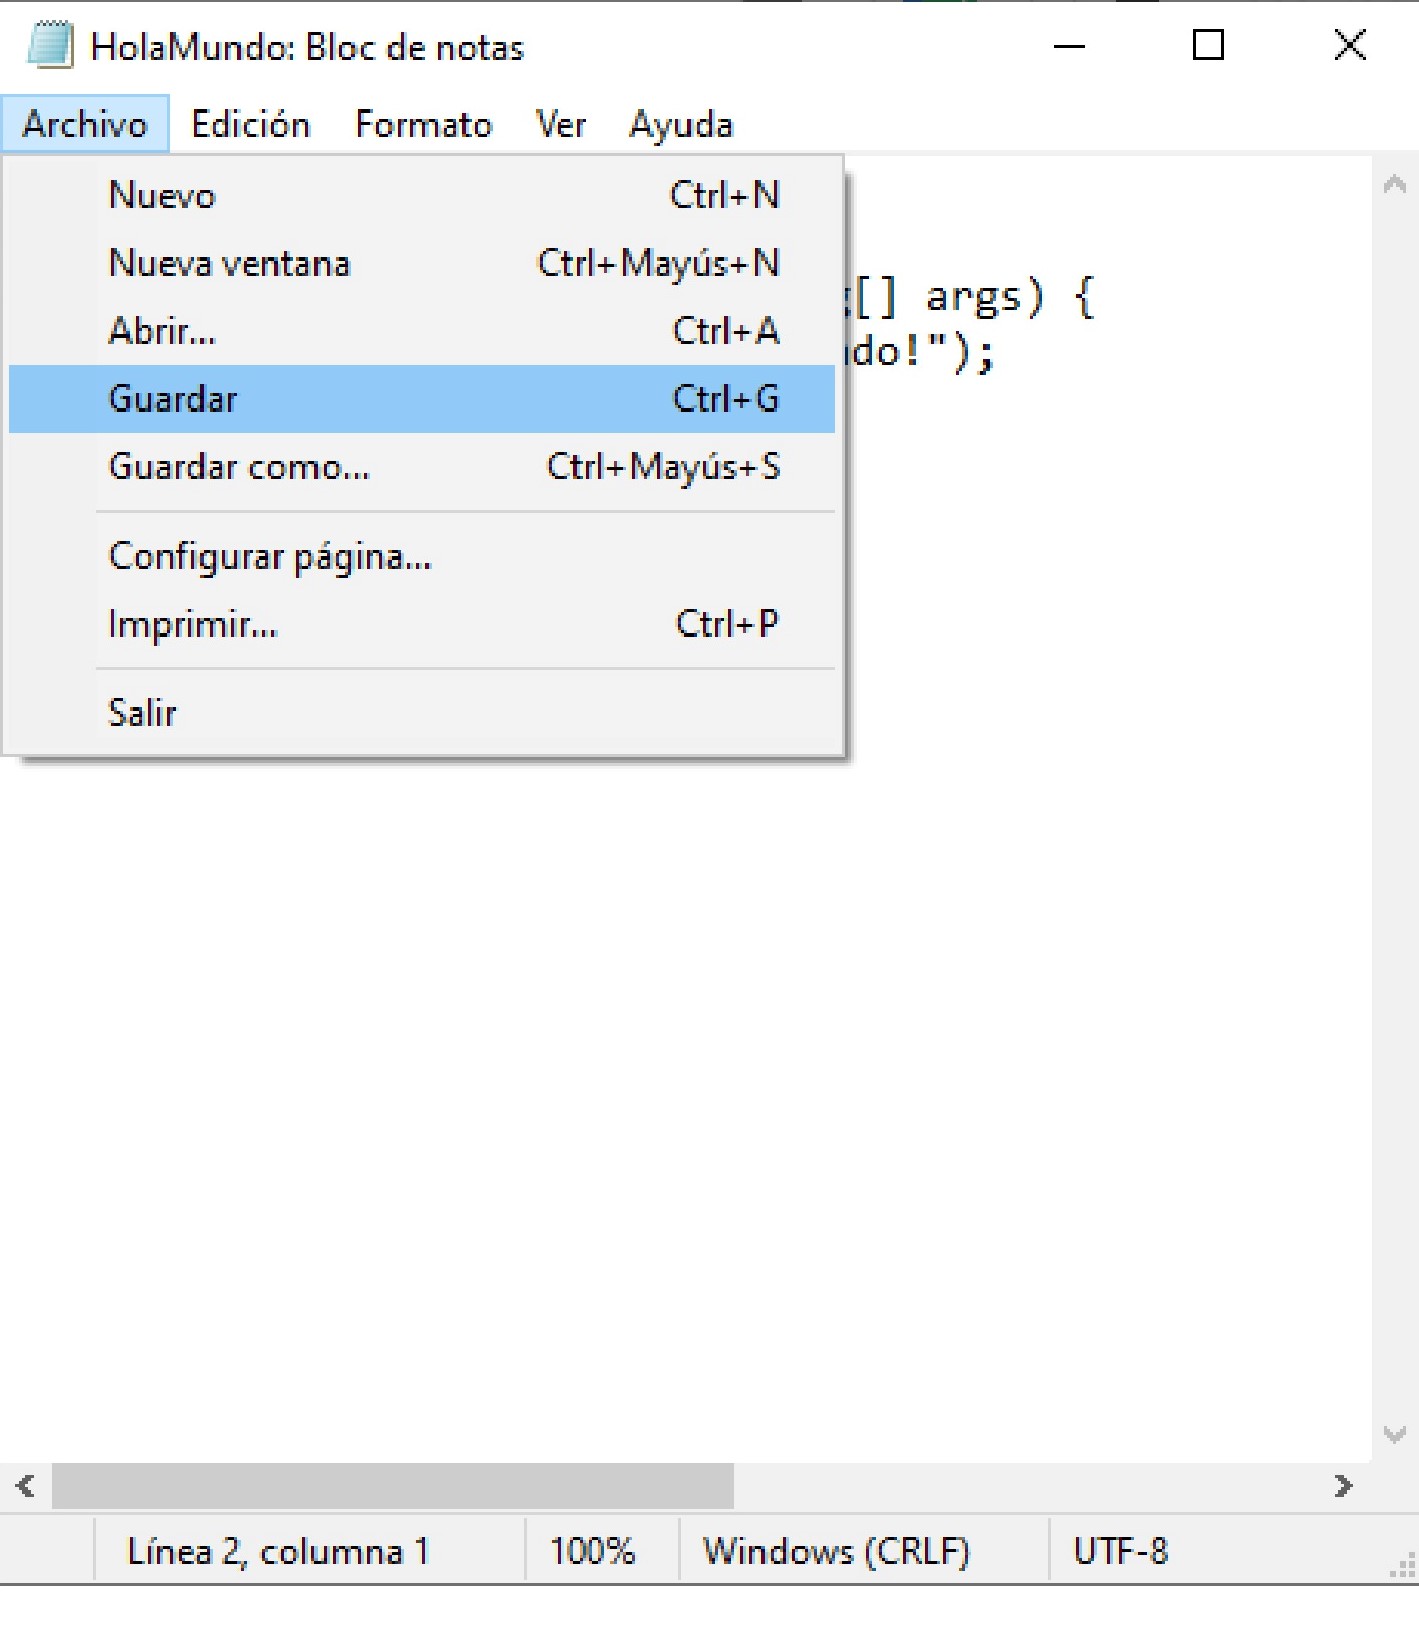 HolaMundo: Bloc de notas
Archivo Edición Formato Ver Ayuda
Nuevo Ctrl+N
Nueva ventana Ctrl+Mayús+N
Abrir... Ctrl+A
Guardar Ctrl+G
Guardar como... Ctrl+Mayús+S
Configurar página...
Imprimir... Ctrl+P
Salir
[] args) {
do!");
Línea 2, columna 1 100% Windows (CRLF) UTF-8